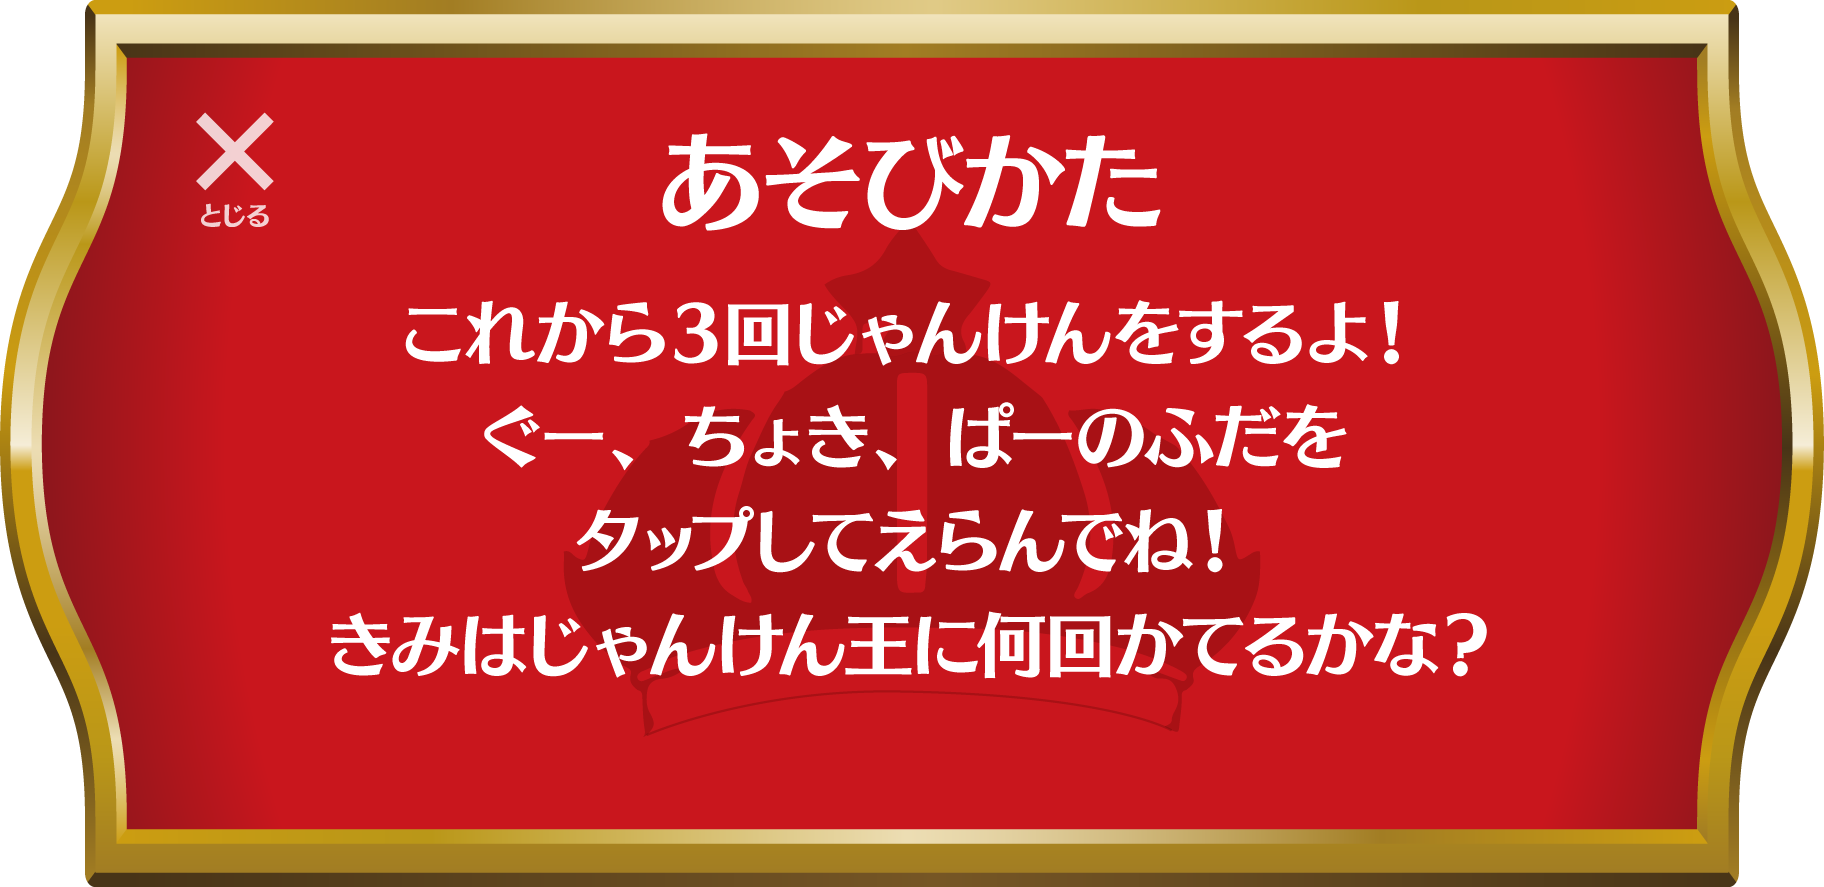 あそびかた
とじる
これから3回じゃんけんをするよ！
ぐー、ちょき、ぱーのふだを
タップしてえらんでね！
きみはじゃんけん王に何回かてるかな？